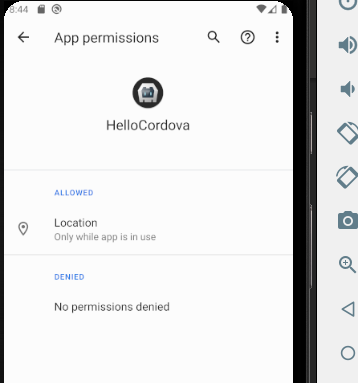 8:44
App permissions
HelloCordova
ALLOWED
Location
Only while app is in use
DENIED
No permissions denied